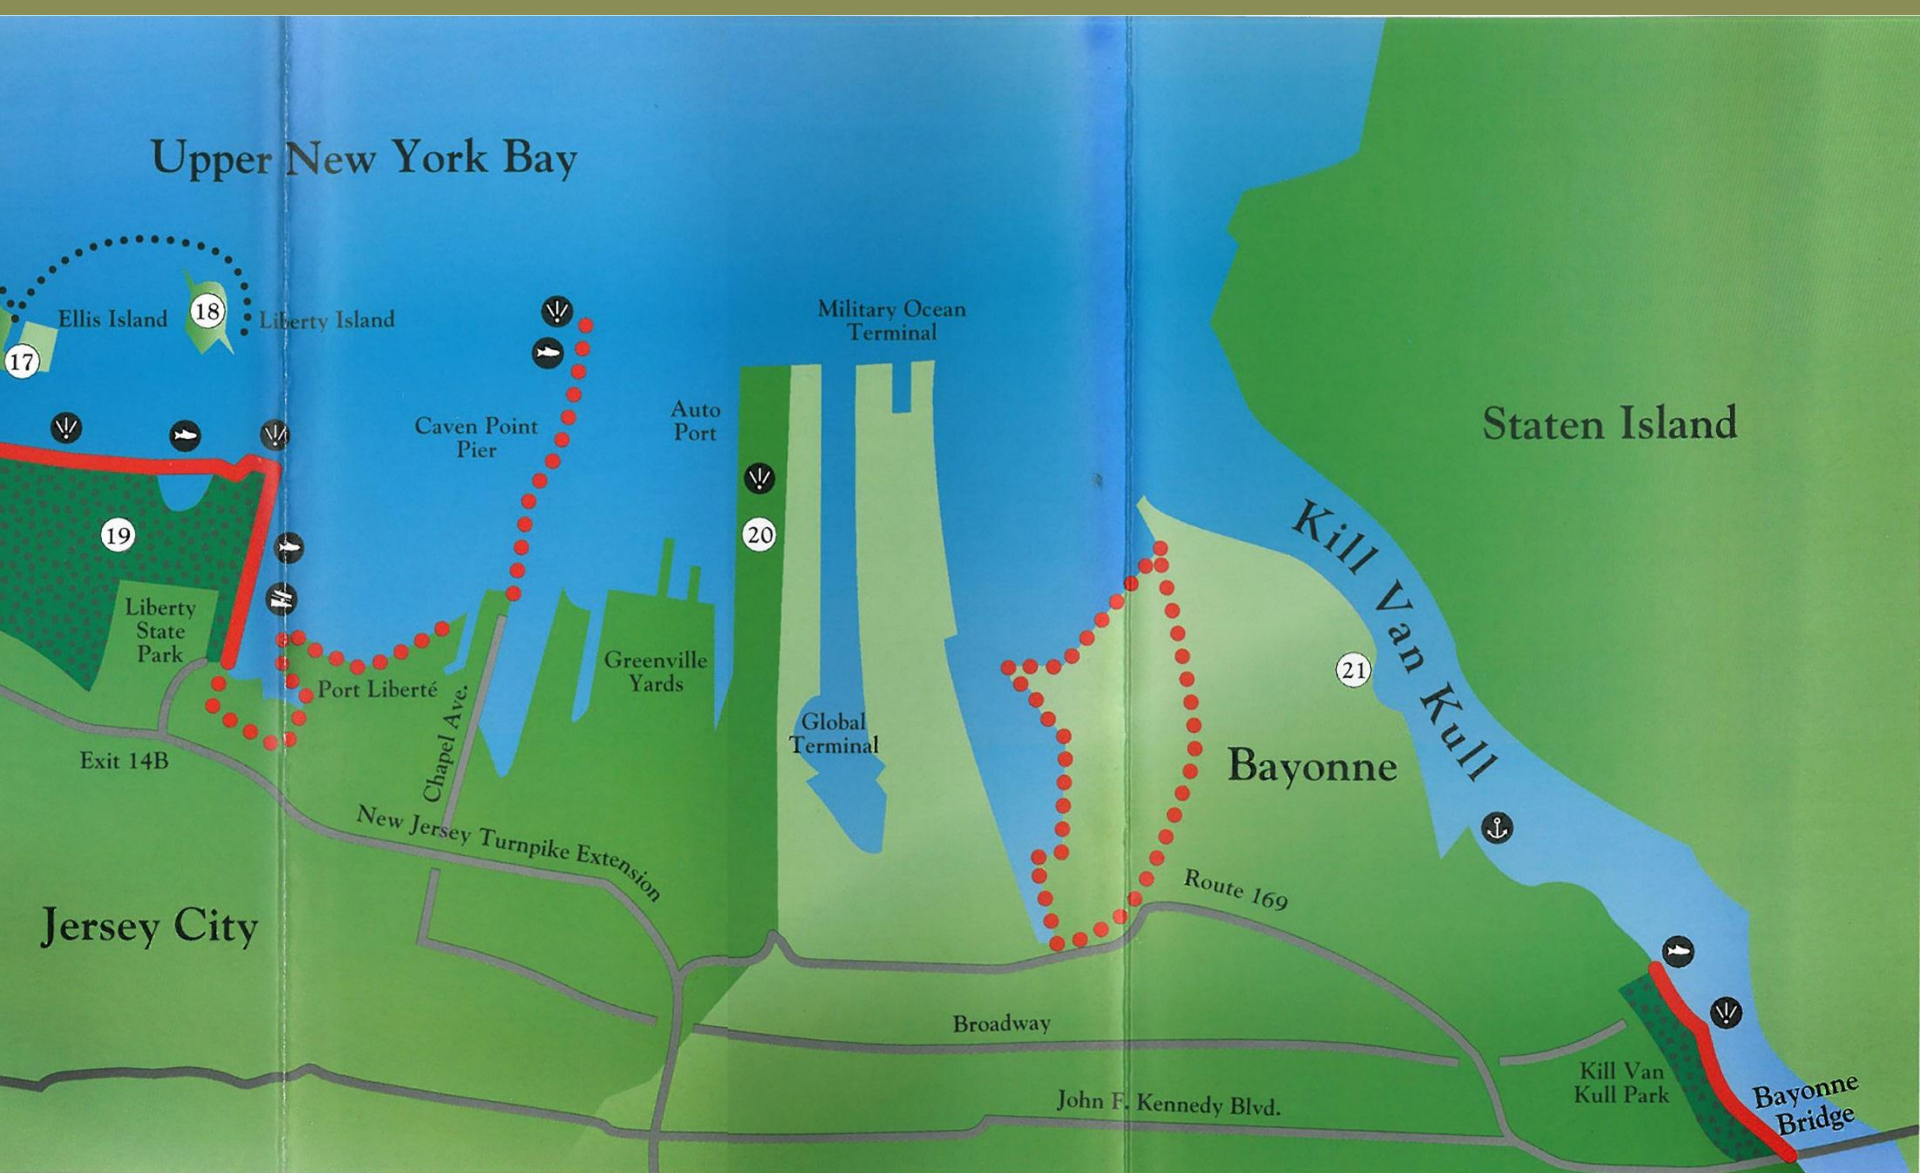 Upper New York Bay
Ellis Island
18
Liberty Island
17
Military Ocean
Terminal
Caven Point
Pier
Auto
Port
Staten Island
19
20
Kill Van Kull
Liberty
State
Park
Port Liberté
Greenville
Yards
21
Chapel Ave.
Global
Terminal
Exit 14B
Bayonne
New Jersey Turnpike Extension
Route 169
Jersey City
Broadway
Kill Van
Kull Park
John F. Kennedy Blvd.
Bayonne
Bridge